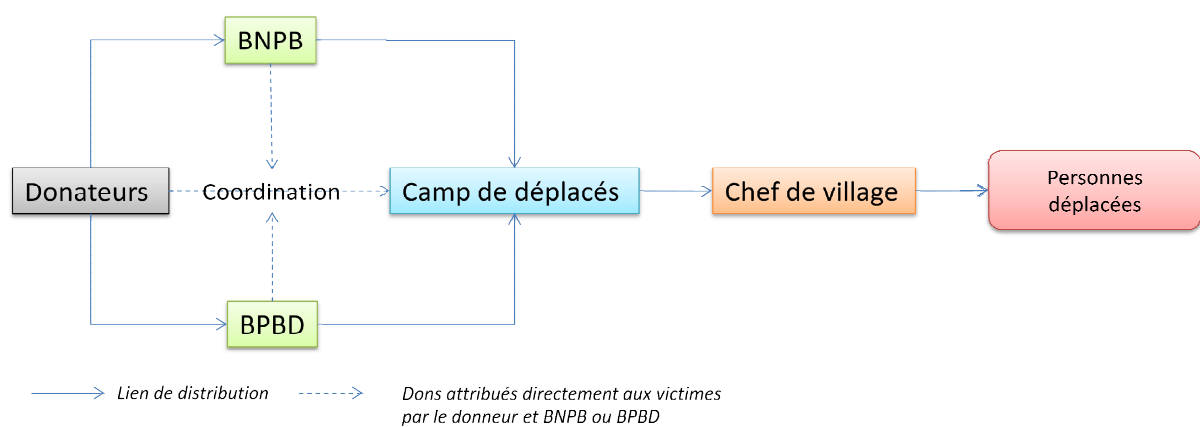 BNPB
Donateurs
Coordination
Camp de déplacés
Chef de village
Personnes
déplacées
BPBD
Lien de distribution
Dons attribués directement aux victimes
par le donneur et BNPB ou BPBD